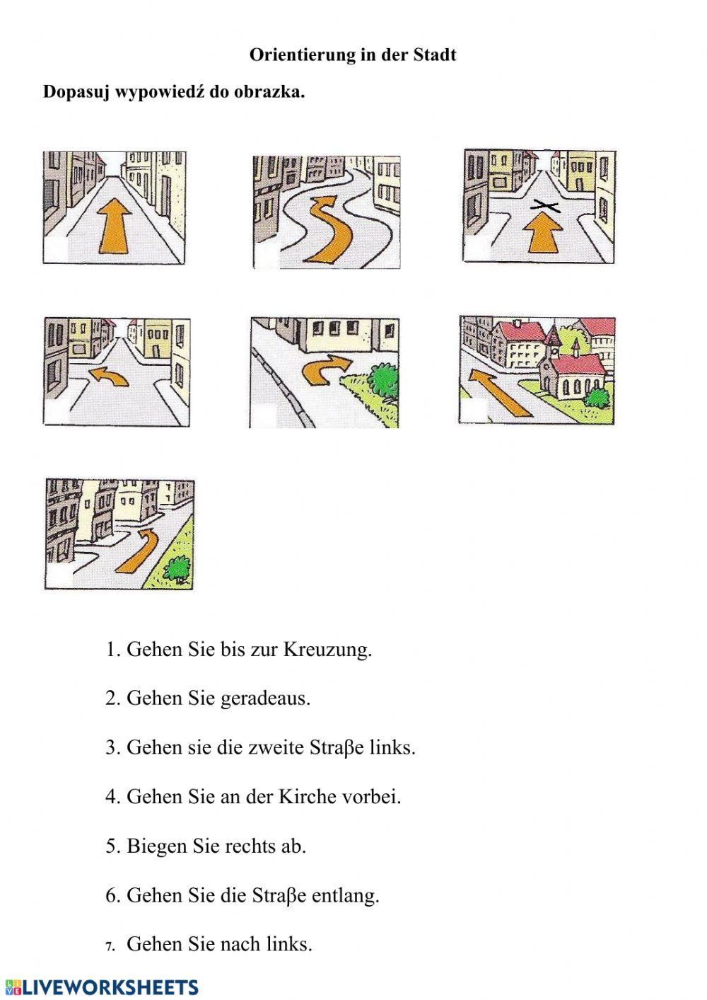 Orientierung in der Stadt
Dopasuj wypowiedź do obrazka.
1. Gehen Sie bis zur Kreuzung.
2. Gehen Sie geradeaus.
3. Gehen sie die zweite Straβe links.
4. Gehen Sie an der Kirche vorbei.
5. Biegen Sie rechts ab.
6. Gehen Sie die Straβe entlang.
7. Gehen Sie nach links.
LIVEWORKSHEETS